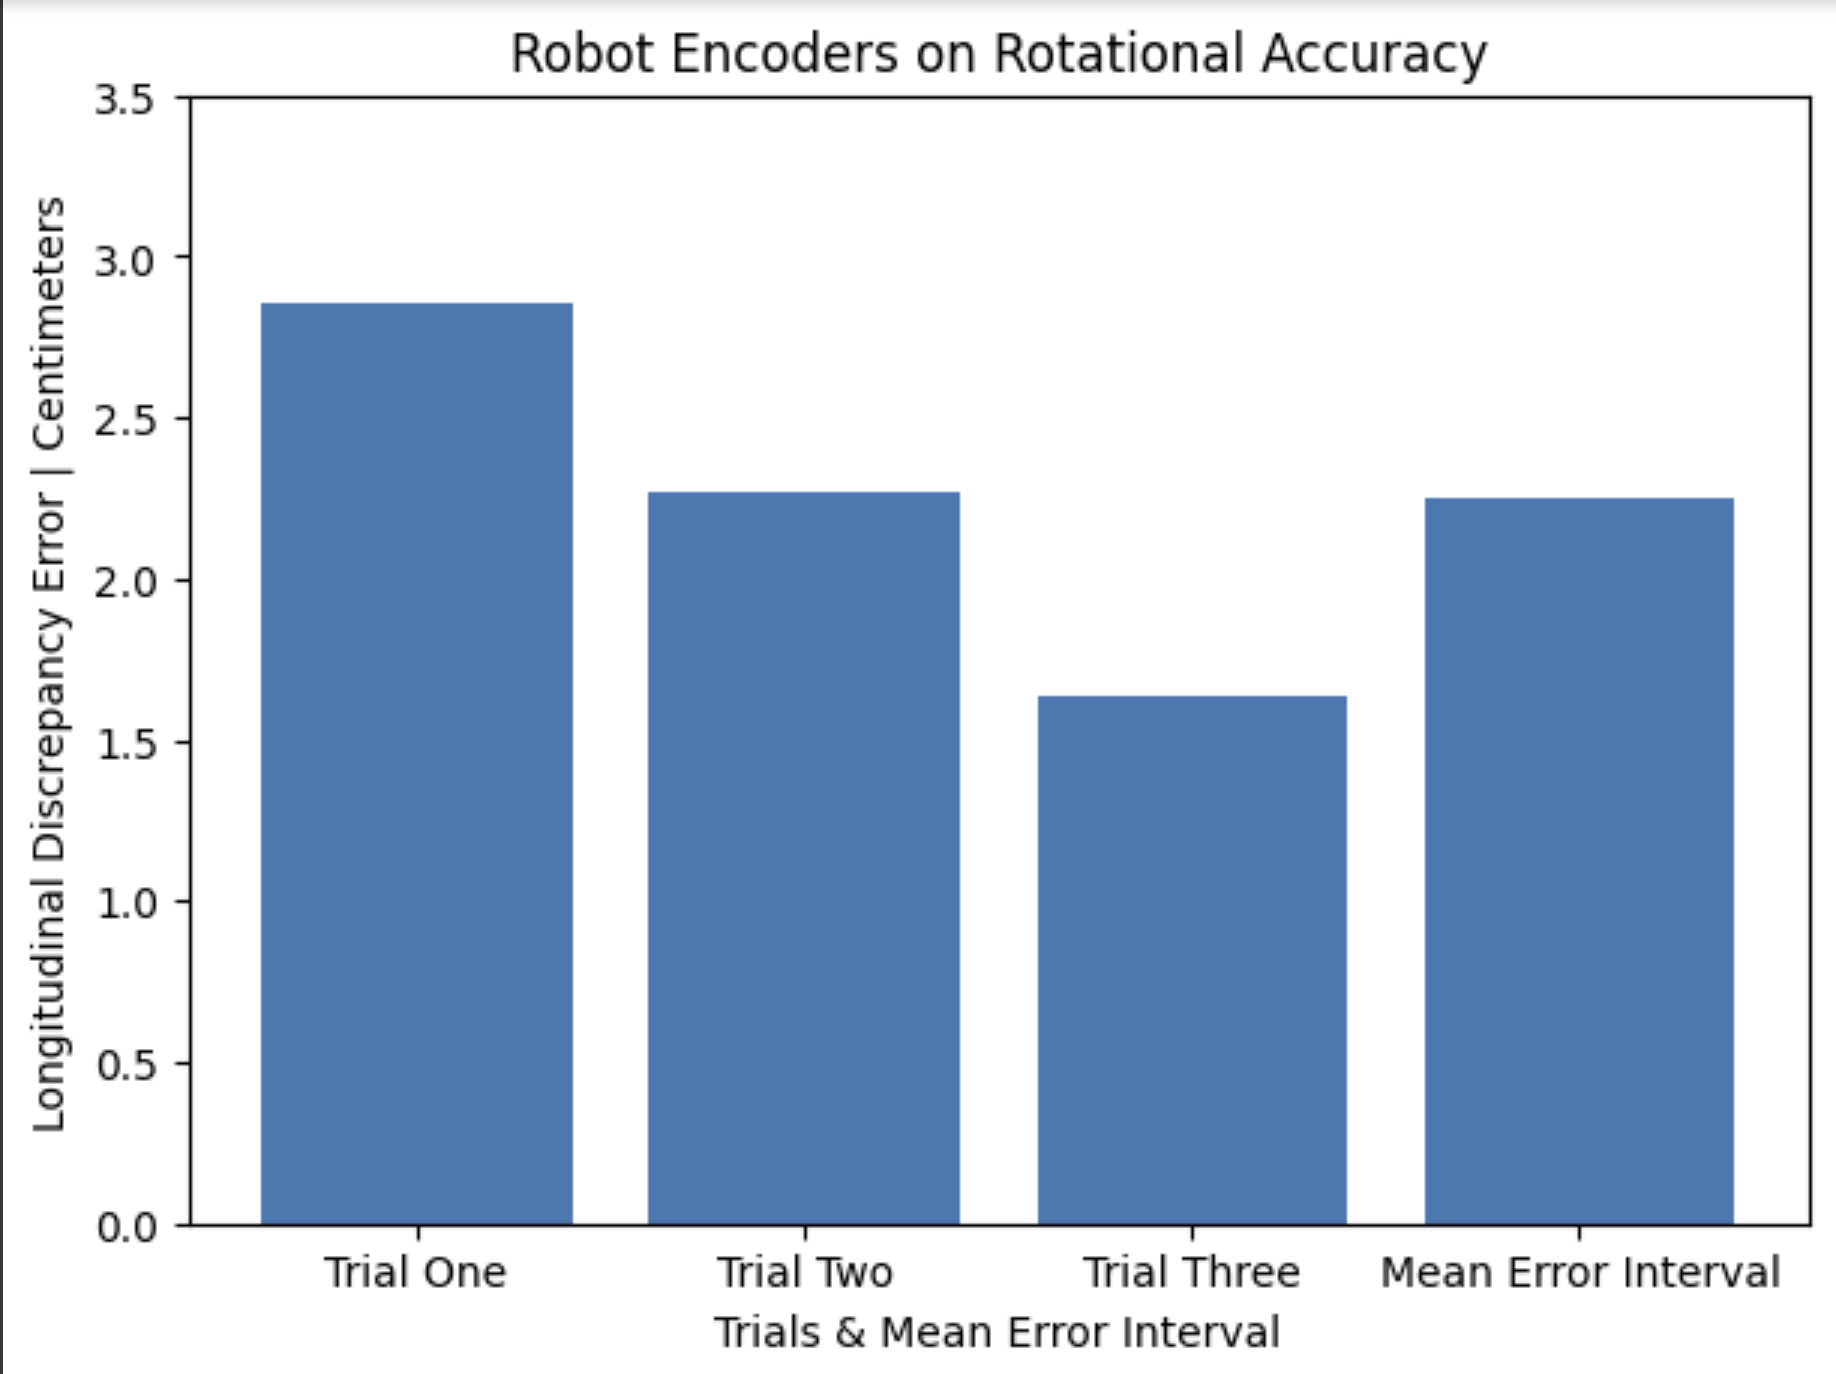 Robot Encoders on Rotational Accuracy
Longitudinal Discrepancy Error | Centimeters
3.5
3.0
2.5
2.0
1.5
1.0
0.5
0.0
Trial One
Trial Two
Trial Three
Mean Error Interval
Trials & Mean Error Interval